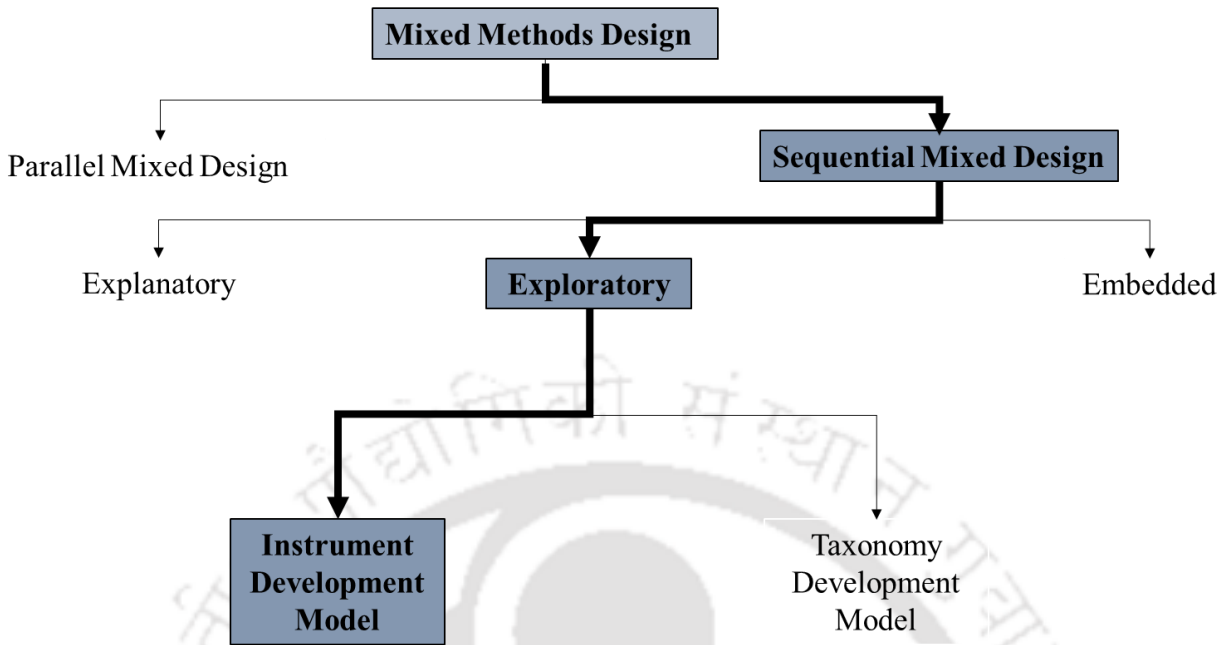 Mixed Methods Design
Parallel Mixed Design
Sequential Mixed Design
Explanatory
Exploratory
Embedded
द्यौगिकी संस्थान
Instrument
Development
Model
Taxonomy
Development
Model